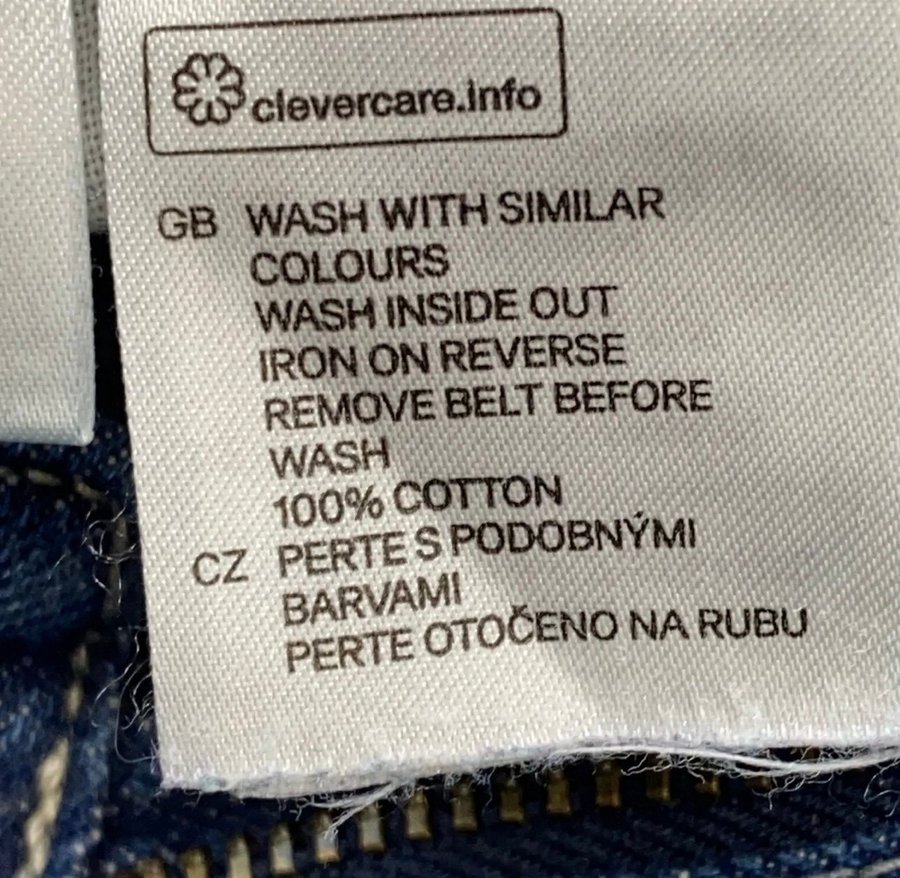 clevercare.info
GB WASH WITH SIMILAR
COLOURS
WASH INSIDE OUT
IRON ON REVERSE
REMOVE BELT BEFORE
WASH
100% COTTON
CZ PERTE S PODOBNÝMI
BARVAMI
PERTE OTOČENO NA RUBU